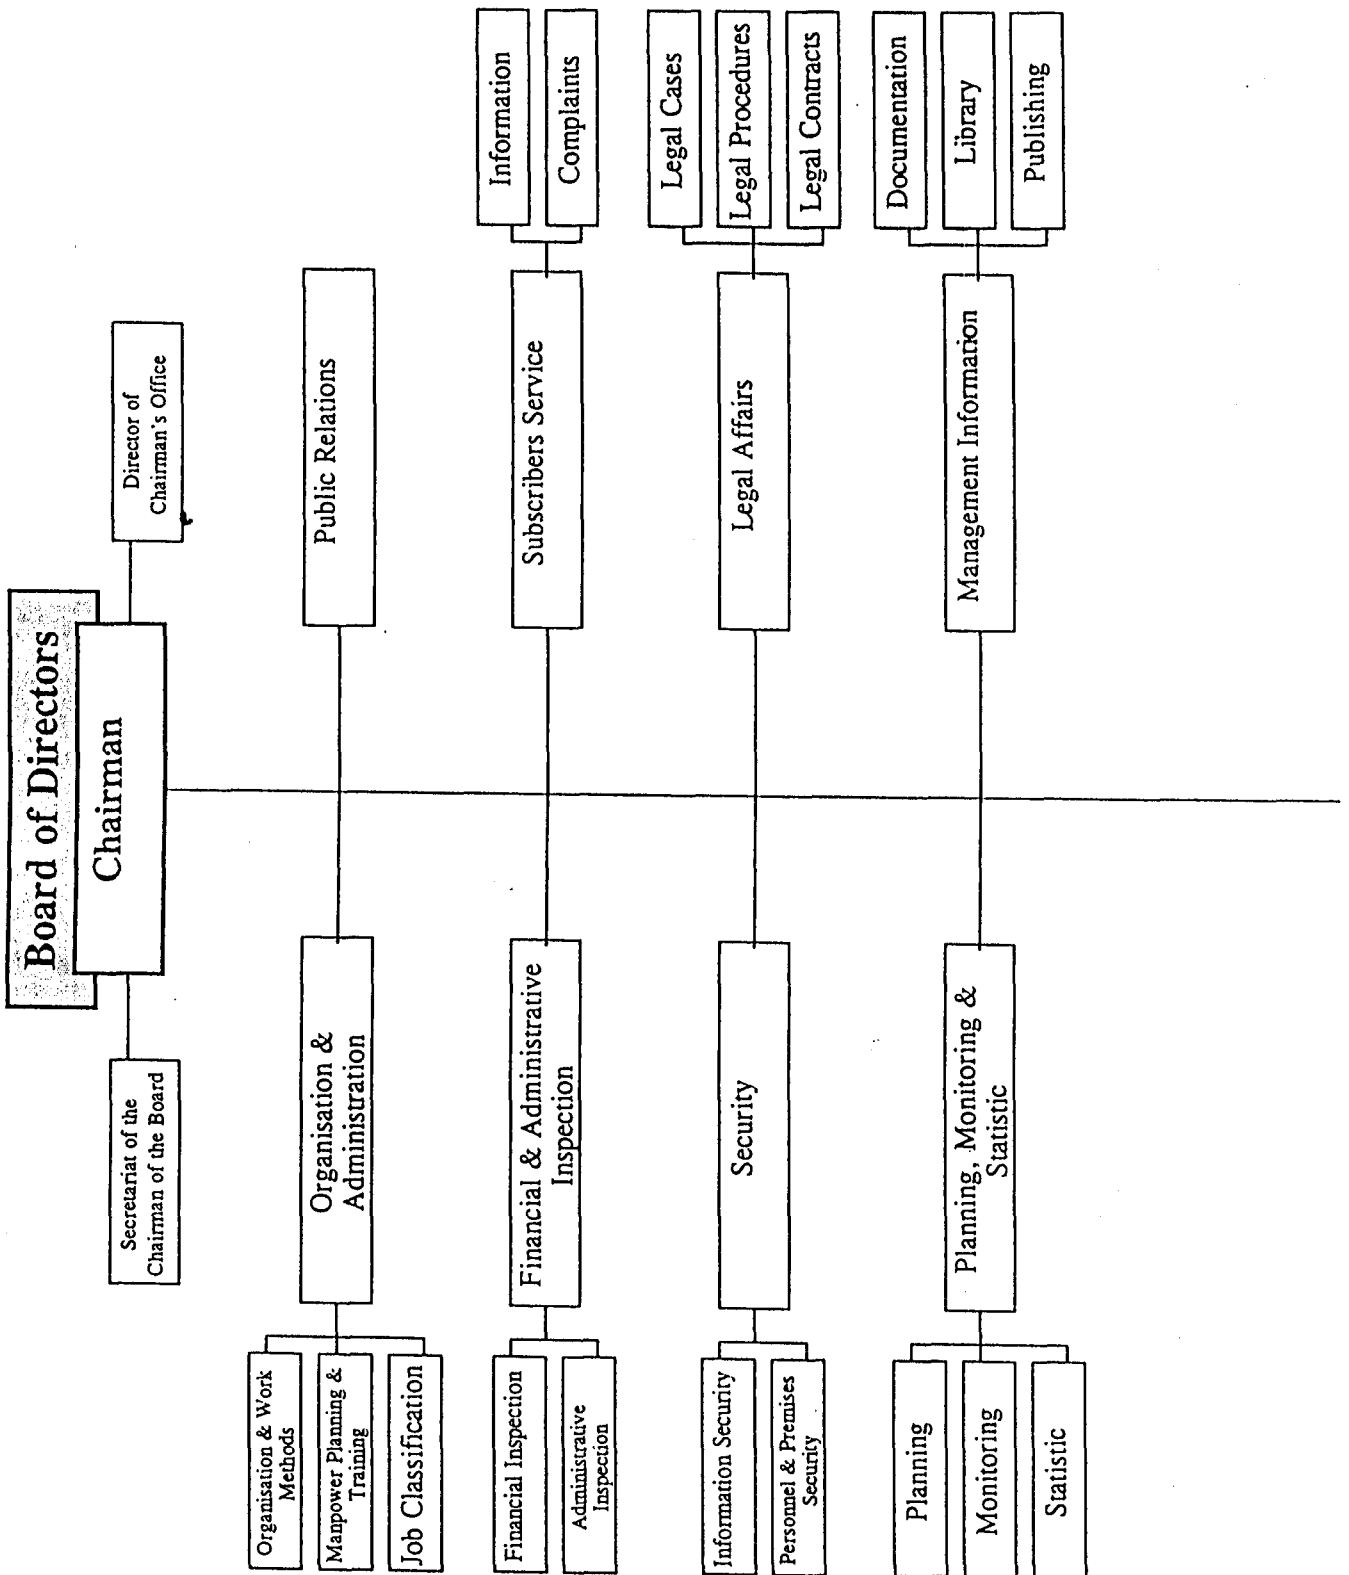 Board of Directors
Chairman
Secretariat of the
Chairman of the Board
Director of
Chairman's Office
Organisation & Work
Methods
Manpower Planning &
Training
Job Classification
Organisation &
Administration
Public Relations
Financial Inspection
Administrative
Inspection
Financial & Administrative
Inspection
Subscribers Service
Information
Complaints
Information Security
Personnel & Premises
Security
Security
Legal Affairs
Legal Cases
Legal Procedures
Legal Contracts
Planning
Monitoring
Statistic
Planning, Monitoring &
Statistic
Management Information
Documentation
Library
Publishing